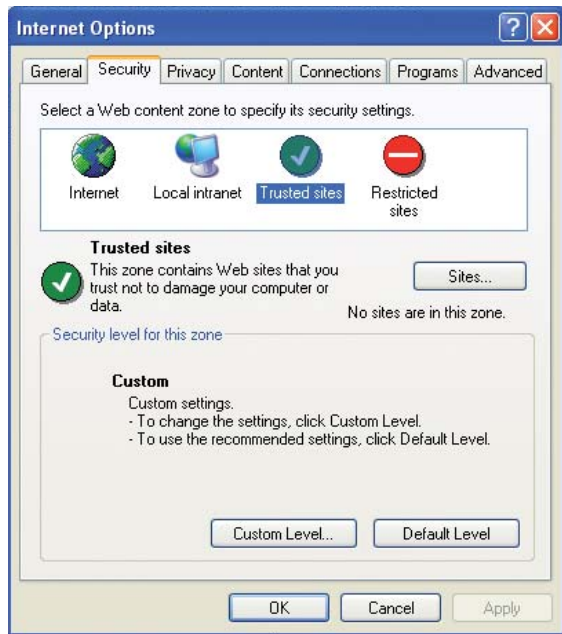 Internet Options
General Security Privacy Content Connections Programs Advanced
Select a Web content zone to specify its security settings.
Internet Local intranet Trusted sites Restricted
sites
Trusted sites
This zone contains Web sites that you
trust not to damage your computer or
data.
Sites...
No sites are in this zone.
Security level for this zone
Custom
Custom settings.
- To change the settings, click Custom Level.
- To use the recommended settings, click Default Level.
Custom Level... Default Level
OK Cancel Apply